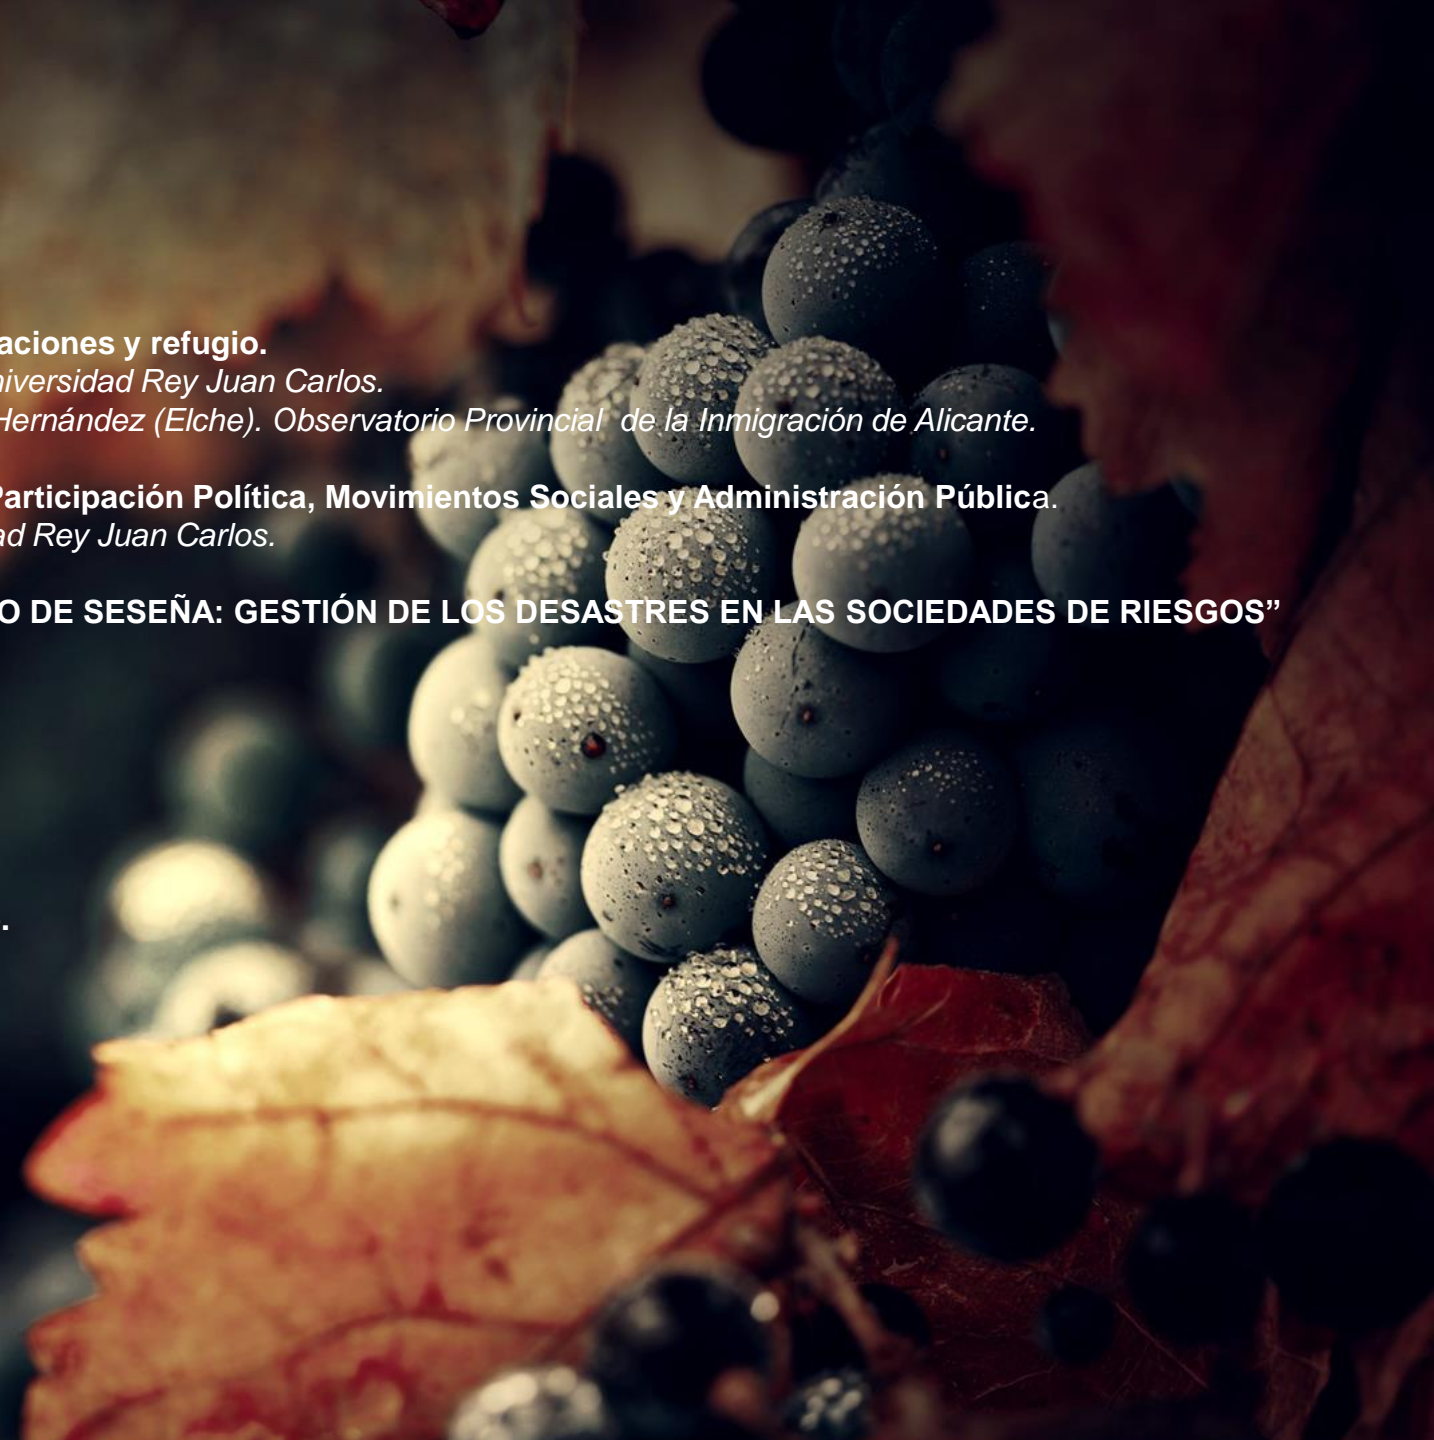 aciones y refugio.
niversidad Rey Juan Carlos.
Hernández (Elche). Observatorio Provincial  de la Inmigración de Alicante.
Participación Política, Movimientos Sociales y Administración Pública.
ad Rey Juan Carlos.
O DE SESEÑA: GESTIÓN DE LOS DESASTRES EN LAS SOCIEDADES DE RIESGOS”
.